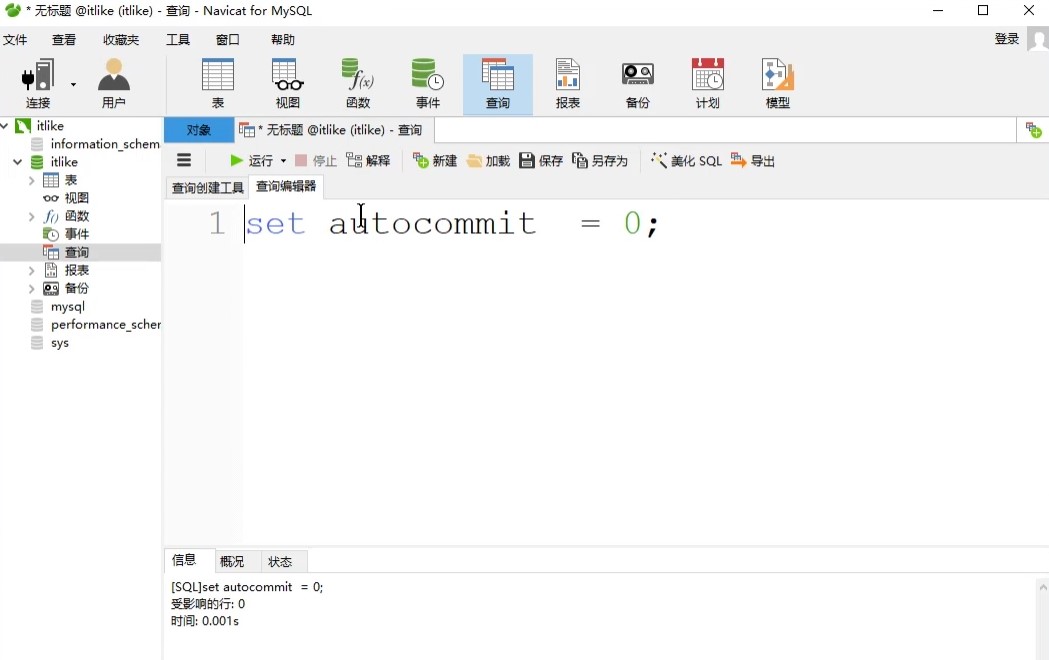 * 无标题 @itlike (itlike) - 查询 - Navicat for MySQL
文件 查看 收藏夹 工具 窗口 帮助 登录
连接 用户 表 视图 函数 事件 查询 报表 备份 计划 模型
itlike
information_schem
itlike
表
视图
函数
事件
查询
报表
备份
mysql
performance_scher
sys
对象 * 无标题 @itlike (itlike) - 查询
运行 停止 解释 新建 加载 保存 另存为 美化 SQL 导出
查询创建工具 查询编辑器
1 set autocommit = 0;
信息 概况 状态
[SQL]set autocommit = 0;
受影响的行: 0
时间: 0.001s